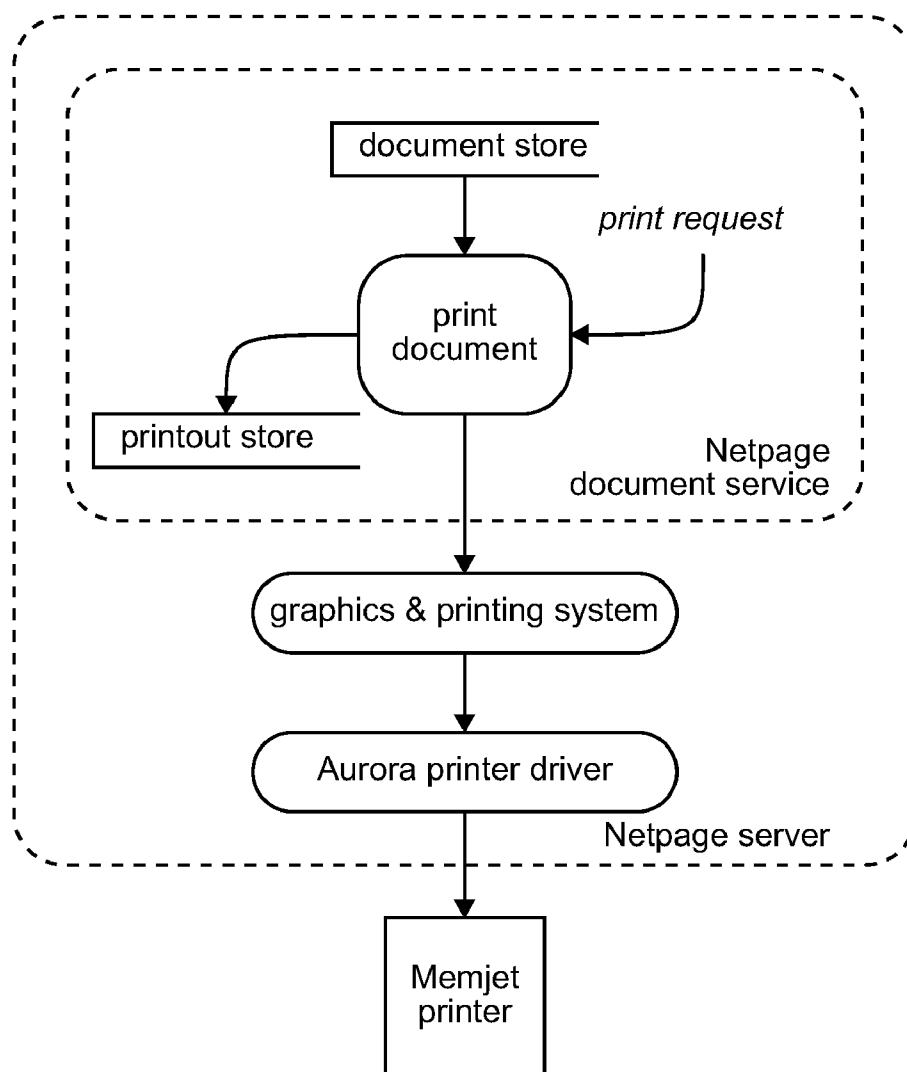 document store
print request
print
document
printout store
Netpage
document service
graphics & printing system
Aurora printer driver
Netpage server
Memjet
printer